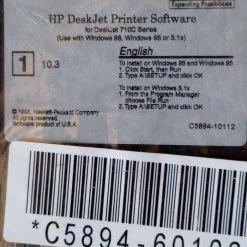 Expanding Possibilities
HP DeskJet Printer Software
for DeskJet 710C Series
(Use with Windows 98, Windows 95 or 3.1x)
English
1
10.3
To install on Windows 98 and Windows 95
1. Click Start, then Run
2. Type A:\SETUP and click OK
To install on Windows 3.1x
1. From the Program Manager
choose File Run
2. Type A:\SETUP and click OK
Hewlett-Packard Company
All rights reserved.
Software product of U.S.A.
C5894-10112
*C5894-60102